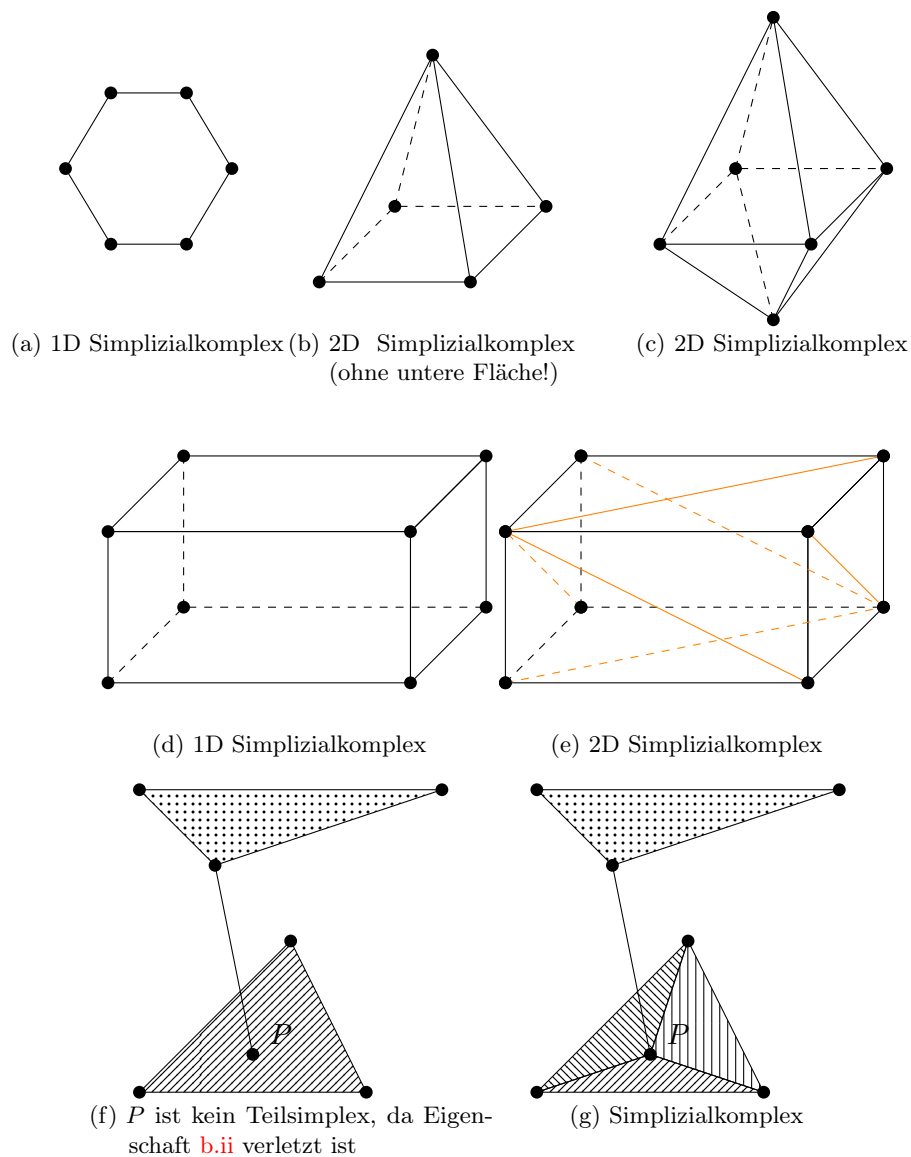 (a) 1D Simplizialkomplex
(b) 2D Simplizialkomplex
(ohne untere Fläche!)
(c) 2D Simplizialkomplex
(d) 1D Simplizialkomplex
(e) 2D Simplizialkomplex
P
P
(f) P ist kein Teilsimplex, da Eigen-
schaft b.ii verletzt ist
(g) Simplizialkomplex